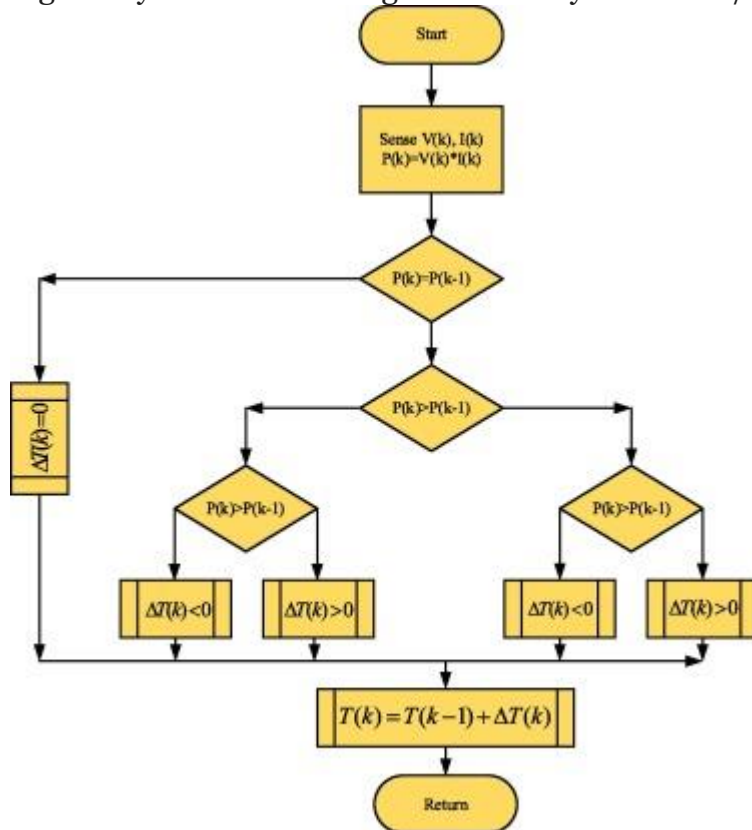 Start
Sense V(k), I(k)
P(k)=V(k)*I(k)
P(k)=P(k-1)
P(k)>P(k-1)
ΔT(k)=0
P(k)>P(k-1)
P(k)>P(k-1)
ΔT(k)<0
ΔT(k)>0
ΔT(k)<0
ΔT(k)>0
T(k)=T(k−1)+ΔT(k)
Return